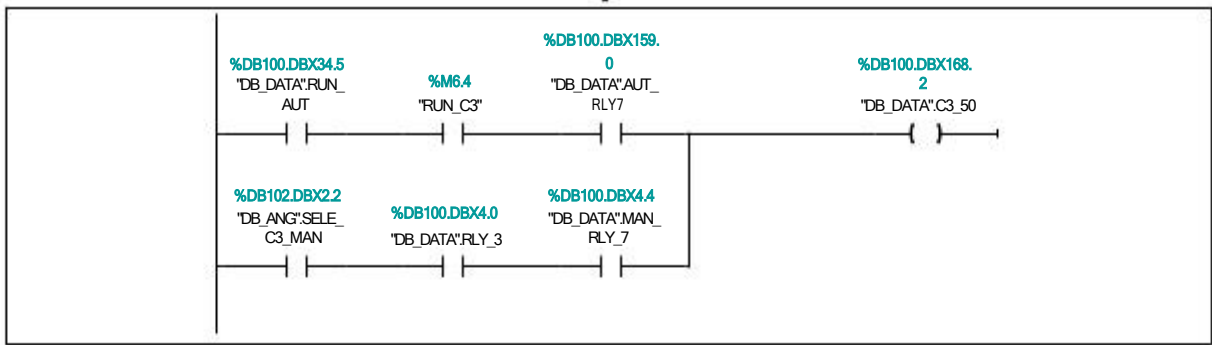 %DB100.DBX34.5
"DB_DATA".RUN_
AUT
%M6.4
"RUN_C3"
%DB100.DBX159.
0
"DB_DATA".AUT_
RLY7
%DB100.DBX168.
2
"DB_DATA".C3_50
%DB102.DBX2.2
"DB_ANG".SELE_
C3_MAN
%DB100.DBX4.0
"DB_DATA".RLY_3
%DB100.DBX4.4
"DB_DATA".MAN_
RLY_7